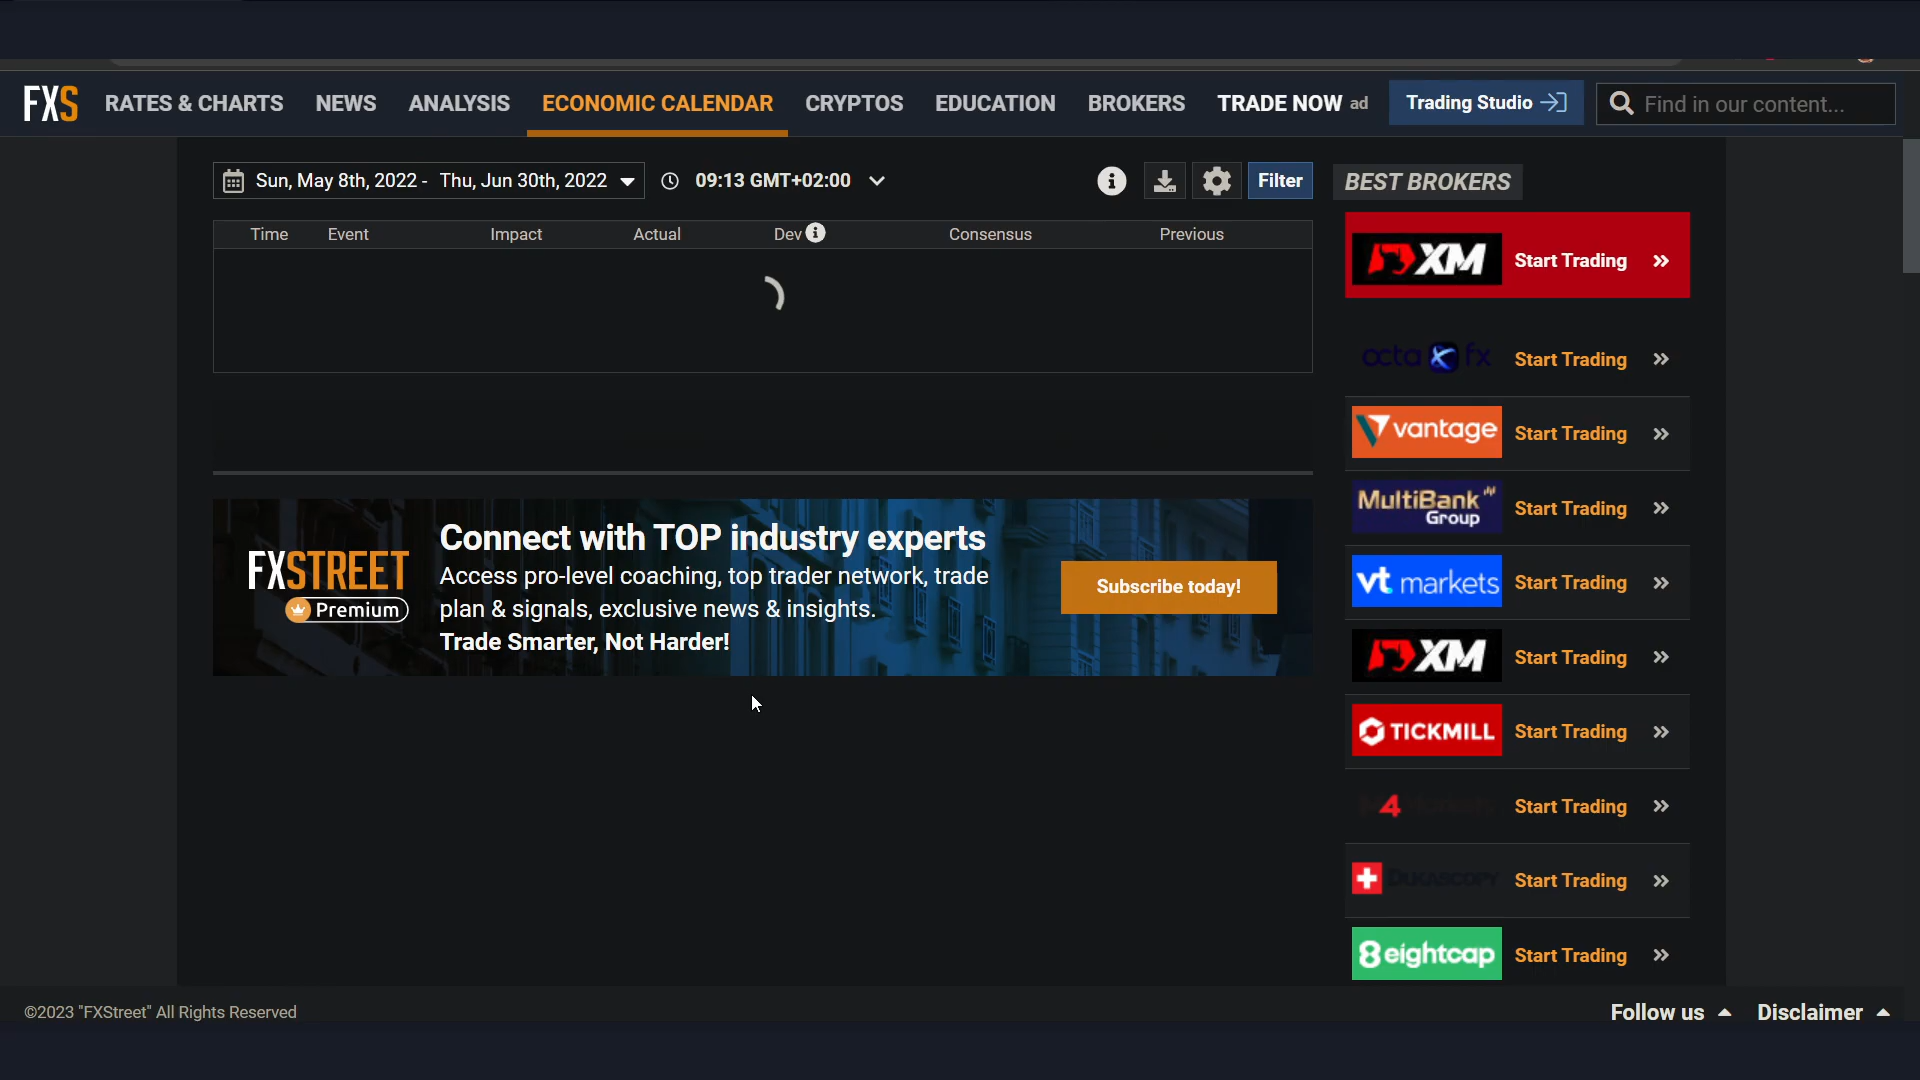 FXS RATES & CHARTS NEWS ANALYSIS ECONOMIC CALENDAR CRYPTOS EDUCATION BROKERS TRADE NOW ad Trading Studio Find in our content...
Sun, May 8th, 2022 - Thu, Jun 30th, 2022 09:13 GMT+02:00 Filter
BEST BROKERS
Time Event Impact Actual Dev Consensus Previous
XM Start Trading
octa fx Start Trading
vantage Start Trading
MultiBank Group Start Trading
vt markets Start Trading
XM Start Trading
TICKMILL Start Trading
4 Start Trading
DUKASCOPY Start Trading
8 eightcap Start Trading
FXSTREET
Premium
Connect with TOP industry experts
Access pro-level coaching, top trader network, trade
plan & signals, exclusive news & insights.
Trade Smarter, Not Harder!
Subscribe today!
©2023 "FXStreet" All Rights Reserved
Follow us Disclaimer